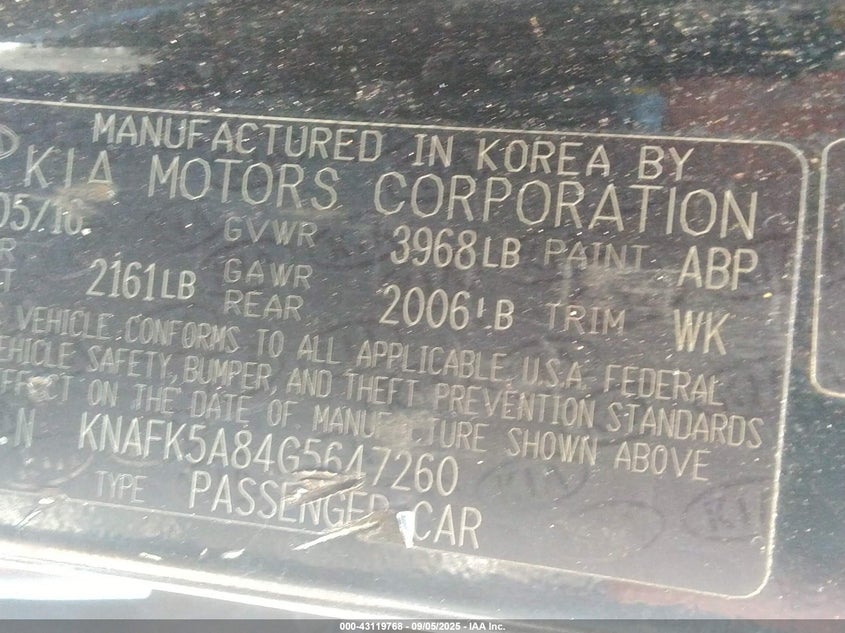 MANUFACTURED IN KOREA BY
KIA MOTORS CORPORATION
05/16 GVWR 3968LB PAINT ABP
2161LB GAWR REAR 2006LB TRIM WK
VEHICLE CONFORMS TO ALL APPLICABLE U.S.A. FEDERAL
VEHICLE SAFETY, BUMPER, AND THEFT PREVENTION STANDARDS
EFFECT ON THE DATE OF MANUFACTURE SHOWN ABOVE
N KNAFK5A84G5647260
TYPE PASSENGER CAR
KIA
000-43119768 - 09/05/2025 - IAA Inc.